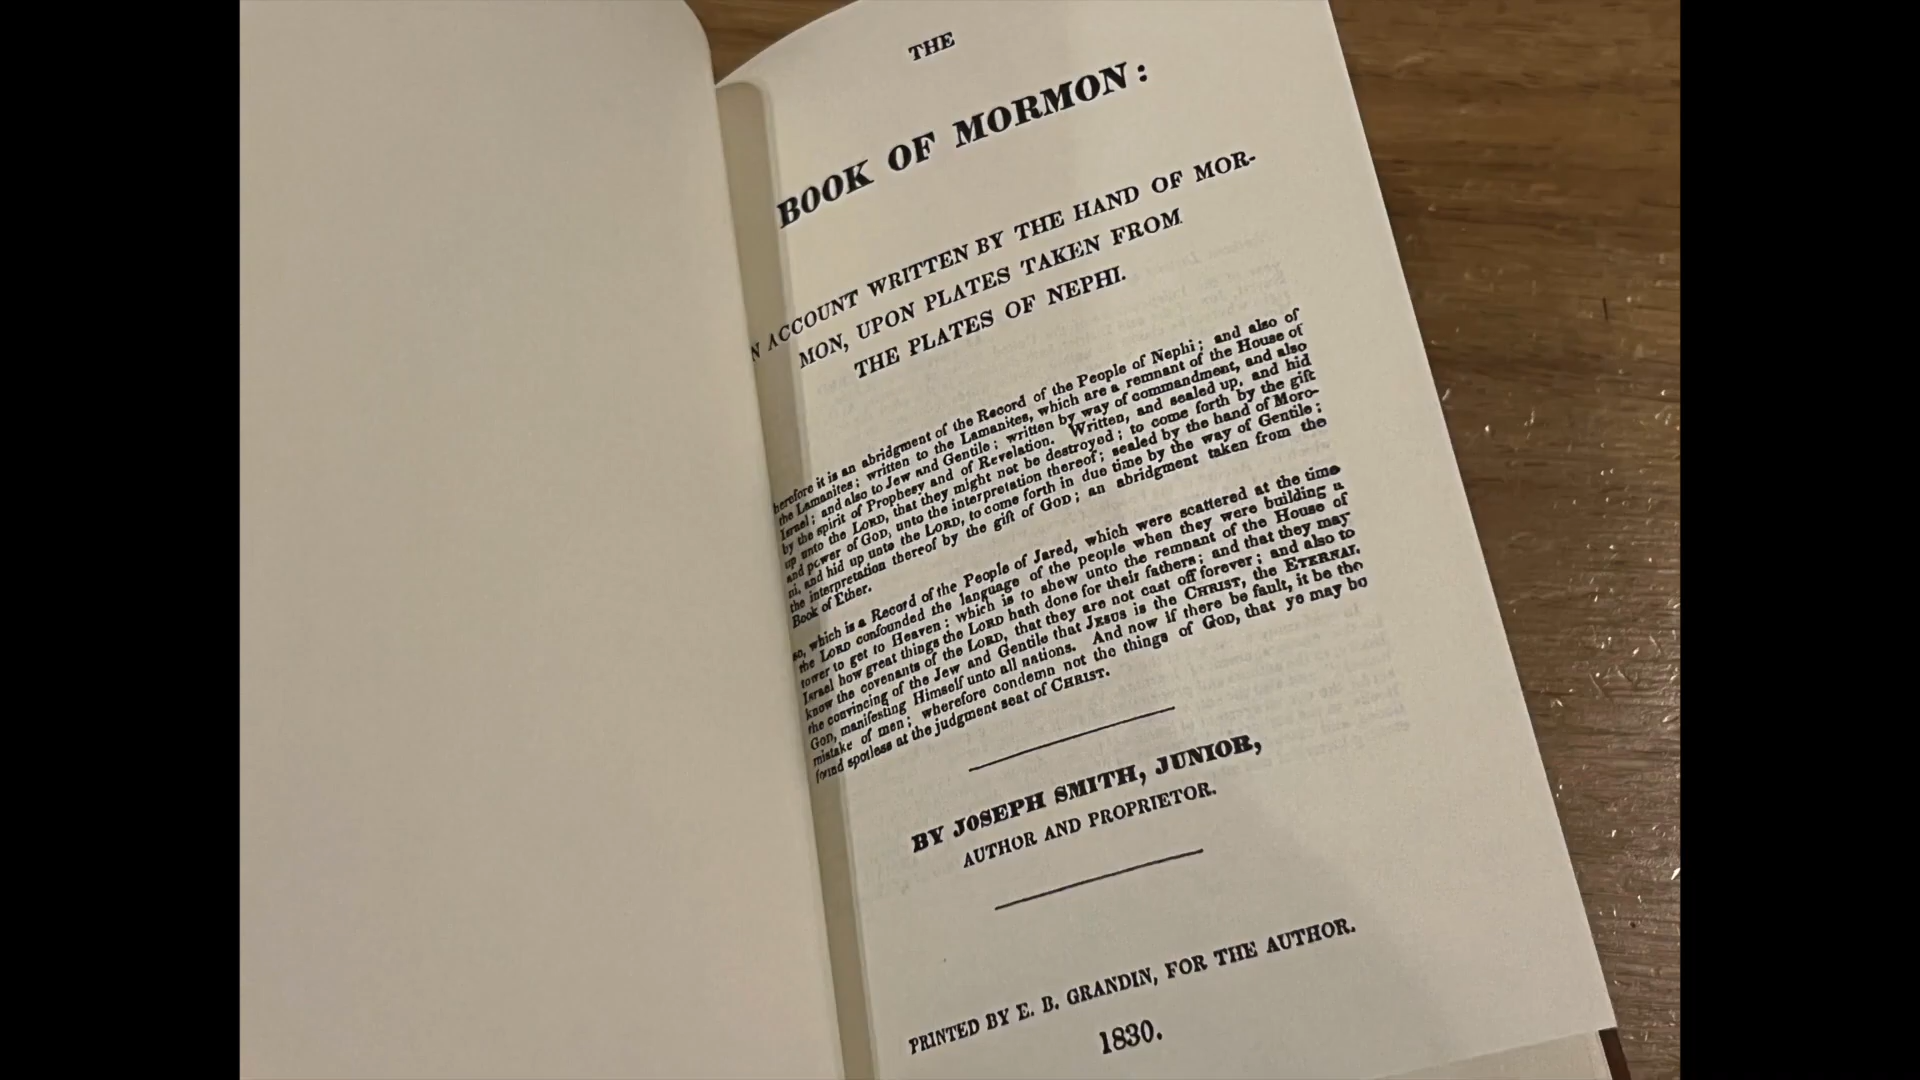 THE
BOOK OF MORMON:
N ACCOUNT WRITTEN BY THE HAND OF MOR-
MON, UPON PLATES TAKEN FROM
THE PLATES OF NEPHI.
herefore it is an abridgment of the Record of the People of Nephi; and also of
the Lamanites; written to the Lamanites, which are a remnant of the House of
Israel; and also to Jew and Gentile; written by way of commandment, and also
by the spirit of Prophesy and of Revelation. Written, and sealed up, and hid
up unto the LORD, that they might not be destroyed; to come forth by the gift
and power of GOD, unto the interpretation thereof; sealed by the hand of Moro-
ni, and hid up unto the LORD, to come forth in due time by the way of Gentile;
the interpretation thereof by the gift of GOD; an abridgment taken from the
Book of Ether.
so, which is a Record of the People of Jared, which were scattered at the time
the LORD confounded the language of the people when they were building a
tower to get to Heaven: which is to shew unto the remnant of the House of
Israel how great things the LORD hath done for their fathers; and that they may
know the covenants of the LORD, that they are not cast off forever; and also to
the convincing of the Jew and Gentile that JESUS is the CHRIST, the ETERNAL
GOD, manifesting Himself unto all nations. And now if there be fault, it be the
mistake of men; wherefore condemn not the things of GOD, that ye may be
found spotless at the judgment seat of CHRIST.
BY JOSEPH SMITH, JUNIOR,
AUTHOR AND PROPRIETOR.
PRINTED BY E. B. GRANDIN, FOR THE AUTHOR.
1830.